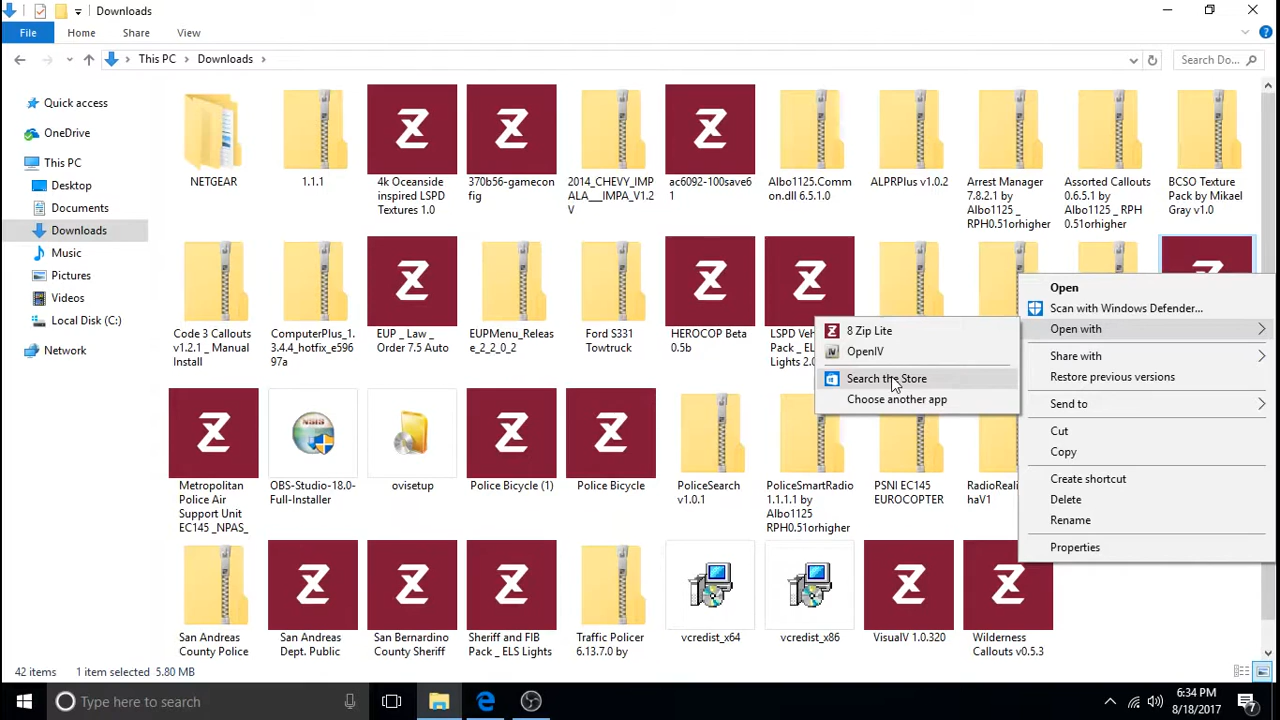 Downloads
File Home Share View
This PC Downloads
Search Do...
Quick access
OneDrive
This PC
Desktop
Documents
Downloads
Music
Pictures
Videos
Local Disk (C:)
Network
NETGEAR
1.1.1
4k Oceanside
inspired LSPD
Textures 1.0
370b56-gamecon
fig
2014_CHEVY_IMP
ALA___IMPA_V1.2
V
ac6092-100save6
1
Albo1125.Com
on.dll 6.5.1.0
ALPRPlus v1.0.2
Arrest Manager
7.8.2.1 by
Albo1125 _
RPH0.51orhigher
Assorted Callouts
0.6.5.1 by
Albo1125 _ RPH
0.51orhigher
BCSO Texture
Pack by Mikael
Gray v1.0
Code 3 Callouts
v1.2.1 _ Manual
Install
ComputerPlus_1.
3.4.4_hotfix_e596
97a
EUP _ Law _
Order 7.5 Auto
EUPMenu_Releas
e_2_2_0_2
Ford S331
Towtruck
HEROCOP Beta
0.5b
LSPD Veh
Pack _ EL
Lights 2.0
Open
Scan with Windows Defender...
Open with
Share with
Restore previous versions
Send to
Cut
Copy
Create shortcut
Delete
Rename
Properties
8 Zip Lite
OpenIV
Search the Store
Choose another app
Metropolitan
Police Air
Support Unit
EC145 _NPAS_
OBS-Studio-18.0-
Full-Installer
ovisetup
Police Bicycle (1)
Police Bicycle
PoliceSearch
v1.0.1
PoliceSmartRadio
1.1.1.1 by
Albo1125
RPH0.51orhigher
PSNI EC145
EUROCOPTER
RadioReali
haV1
San Andreas
County Police
San Andreas
Dept. Public
San Bernardino
County Sheriff
Sheriff and FIB
Pack _ ELS Lights
Traffic Policer
6.13.7.0 by
vcredist_x64
vcredist_x86
VisualV 1.0.320
Wilderness
Callouts v0.5.3
42 items 1 item selected 5.80 MB
Type here to search
6:34 PM
8/18/2017
7